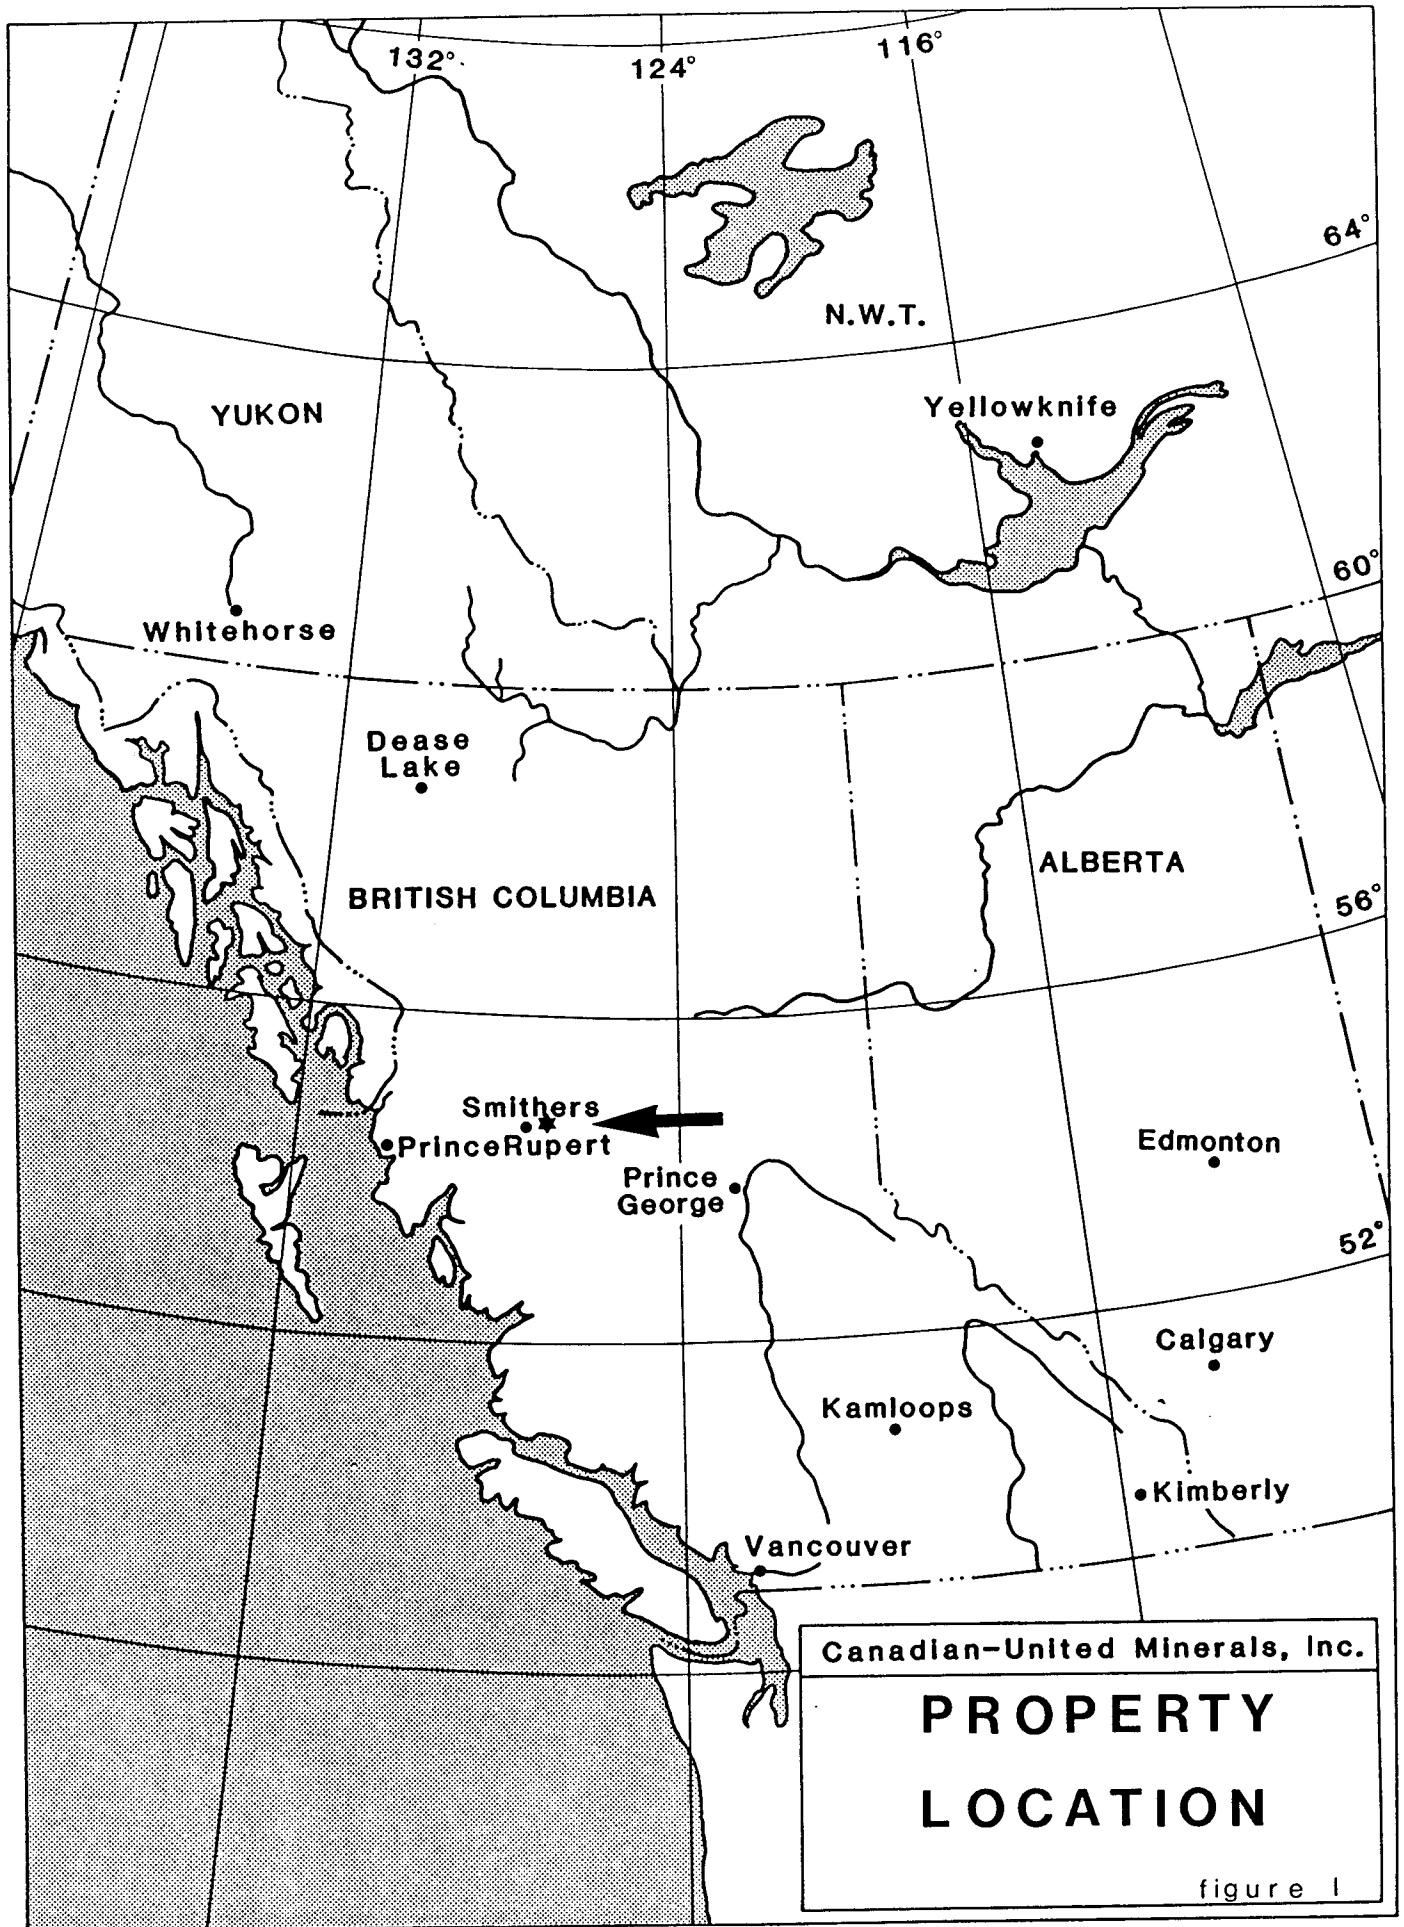 132°
124°
116°
64°
N.W.T.
YUKON
Yellowknife
60°
Whitehorse
Dease
Lake
ALBERTA
BRITISH COLUMBIA
56°
Smithers
PrinceRupert
Edmonton
Prince
George
52°
Calgary
Kamloops
Kimberly
Vancouver
Canadian-United Minerals, Inc.
PROPERTY
LOCATION
figure 1